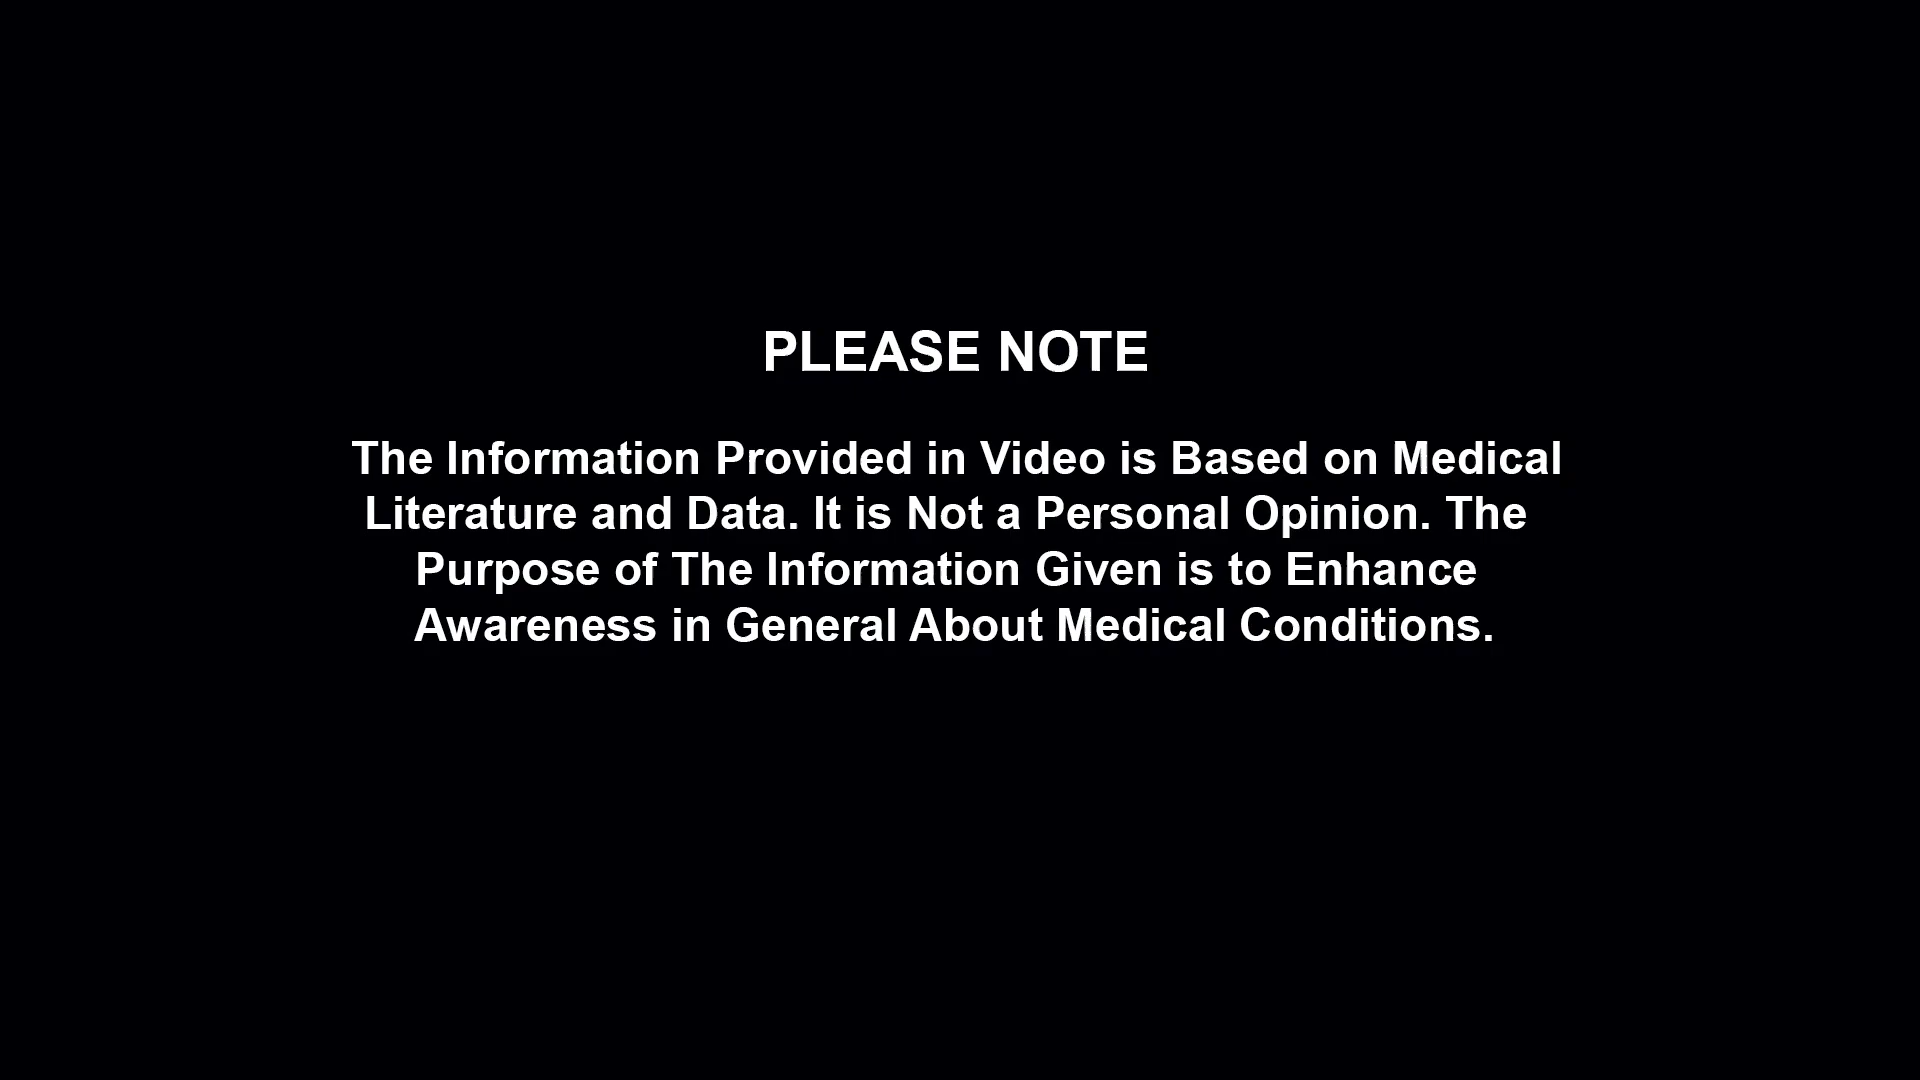 PLEASE NOTE
The Information Provided in Video is Based on Medical
Literature and Data. It is Not a Personal Opinion. The
Purpose of The Information Given is to Enhance
Awareness in General About Medical Conditions.